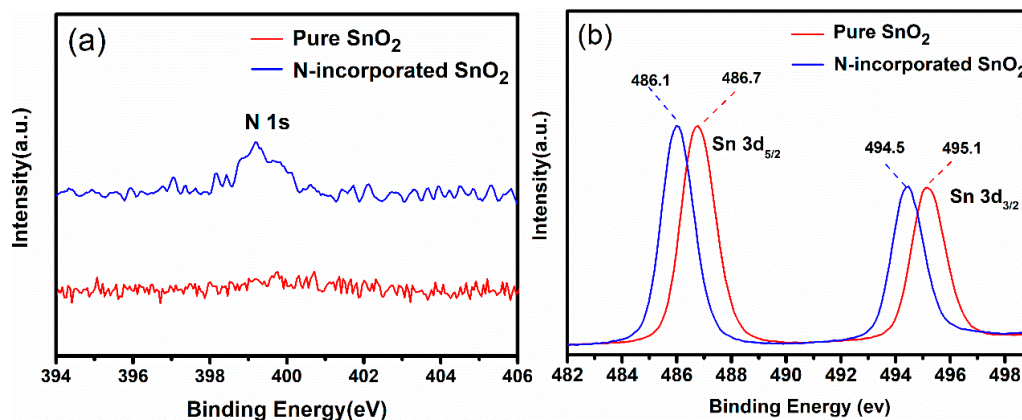 (a)
Pure SnO₂
N-incorporated SnO₂
N 1s
Intensity(a.u.)
394 396 398 400 402 404 406
Binding Energy(eV)
(b)
Pure SnO₂
N-incorporated SnO₂
486.1 486.7
Sn 3d₅/₂
494.5 495.1
Sn 3d₃/₂
Intensity(a.u.)
482 484 486 488 490 492 494 496 498
Binding Energy(ev)